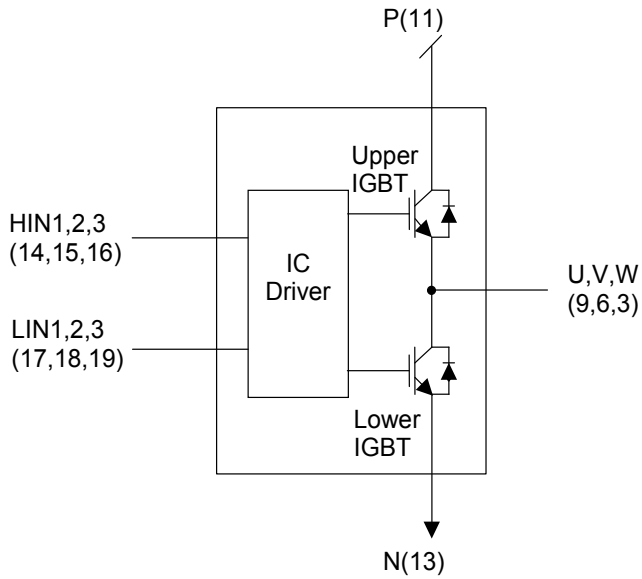 P(11)
Upper
IGBT
HIN1,2,3
(14,15,16)
IC
Driver
U,V,W
(9,6,3)
LIN1,2,3
(17,18,19)
Lower
IGBT
N(13)